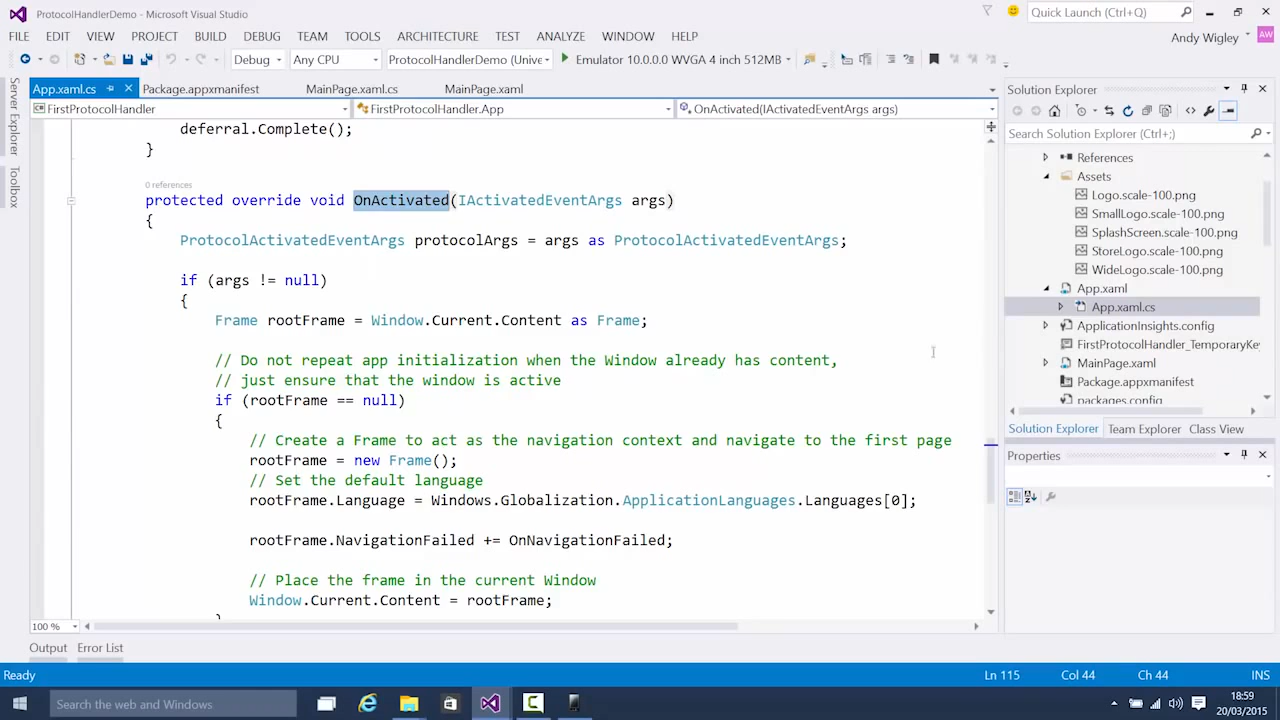 ProtocolHandlerDemo - Microsoft Visual Studio
Quick Launch (Ctrl+Q)
FILE EDIT VIEW PROJECT BUILD DEBUG TEAM TOOLS ARCHITECTURE TEST ANALYZE WINDOW HELP
Andy Wigley
AW
Debug Any CPU ProtocolHandlerDemo (Unive Emulator 10.0.0.0 WVGA 4 inch 512MB
Server Explorer
Toolbox
App.xaml.cs Package.appxmanifest MainPage.xaml.cs MainPage.xaml
FirstProtocolHandler FirstProtocolHandler.App OnActivated(IActivatedEventArgs args)
deferral.Complete();
}
0 references
protected override void OnActivated(IActivatedEventArgs args)
{
ProtocolActivatedEventArgs protocolArgs = args as ProtocolActivatedEventArgs;
if (args != null)
{
Frame rootFrame = Window.Current.Content as Frame;
// Do not repeat app initialization when the Window already has content,
// just ensure that the window is active
if (rootFrame == null)
{
// Create a Frame to act as the navigation context and navigate to the first page
rootFrame = new Frame();
// Set the default language
rootFrame.Language = Windows.Globalization.ApplicationLanguages.Languages[0];
rootFrame.NavigationFailed += OnNavigationFailed;
// Place the frame in the current Window
Window.Current.Content = rootFrame;
}
100 %
Solution Explorer
Search Solution Explorer (Ctrl+;)
References
Assets
Logo.scale-100.png
SmallLogo.scale-100.png
SplashScreen.scale-100.png
StoreLogo.scale-100.png
WideLogo.scale-100.png
App.xaml
App.xaml.cs
ApplicationInsights.config
FirstProtocolHandler_TemporaryKe
MainPage.xaml
Package.appxmanifest
packages.config
Solution Explorer Team Explorer Class View
Properties
Output Error List
Ready Ln 115 Col 44 Ch 44 INS
Search the web and Windows
18:59
20/03/2015